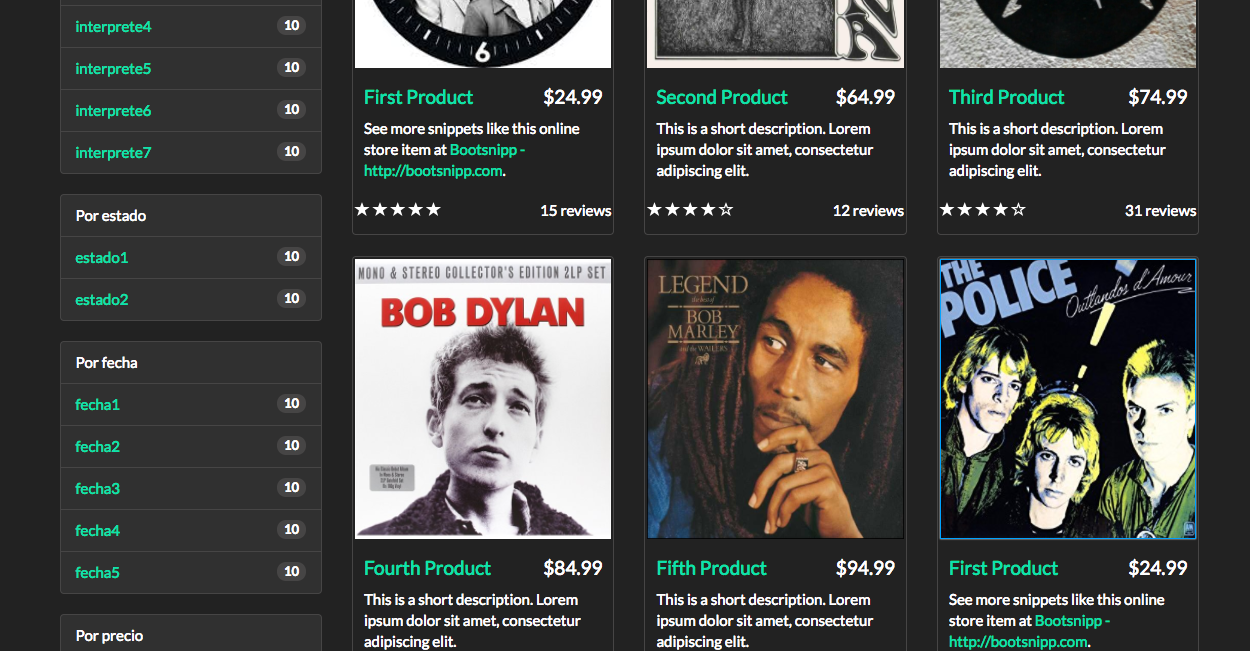 interprete4 10
interprete5 10
interprete6 10
interprete7 10
Por estado
estado1 10
estado2 10
Por fecha
fecha1 10
fecha2 10
fecha3 10
fecha4 10
fecha5 10
Por precio
6
First Product $24.99
See more snippets like this online
store item at Bootsnipp -
http://bootsnipp.com.
★★★★★ 15 reviews
Second Product $64.99
This is a short description. Lorem
ipsum dolor sit amet, consectetur
adipiscing elit.
★★★★☆ 12 reviews
Third Product $74.99
This is a short description. Lorem
ipsum dolor sit amet, consectetur
adipiscing elit.
★★★★☆ 31 reviews
MONO & STEREO COLLECTOR'S EDITION 2LP SET
BOB DYLAN
Fourth Product $84.99
This is a short description. Lorem
ipsum dolor sit amet, consectetur
adipiscing elit.
LEGEND
the best of
BOB
MARLEY
and the WAILERS
Fifth Product $94.99
This is a short description. Lorem
ipsum dolor sit amet, consectetur
adipiscing elit.
THE
POLICE
Outlandos d'Amour
First Product $24.99
See more snippets like this online
store item at Bootsnipp -
http://bootsnipp.com.